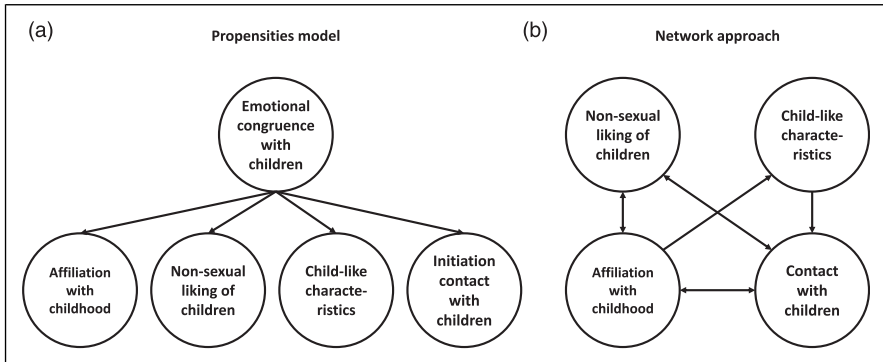 (a)
Propensities model
Emotional
congruence
with
children
Affiliation
with
childhood
Non-sexual
liking of
children
Child-like
characte-
ristics
Initiation
contact
with
children
(b)
Network approach
Non-sexual
liking of
children
Child-like
characte-
ristics
Affiliation
with
childhood
Contact
with
children